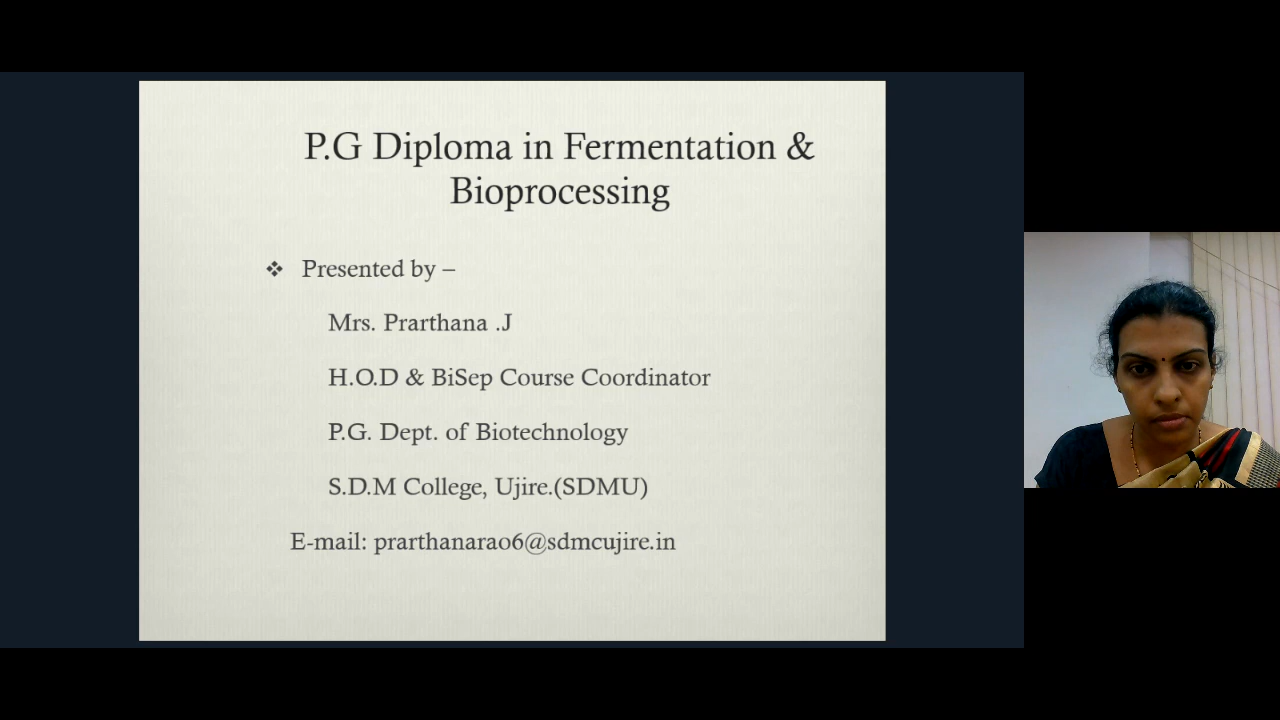 P.G Diploma in Fermentation &
Bioprocessing
❖ Presented by –
Mrs. Prarthana .J
H.O.D & BiSep Course Coordinator
P.G. Dept. of Biotechnology
S.D.M College, Ujire.(SDMU)
E-mail: prarthanarao6@sdmcujire.in